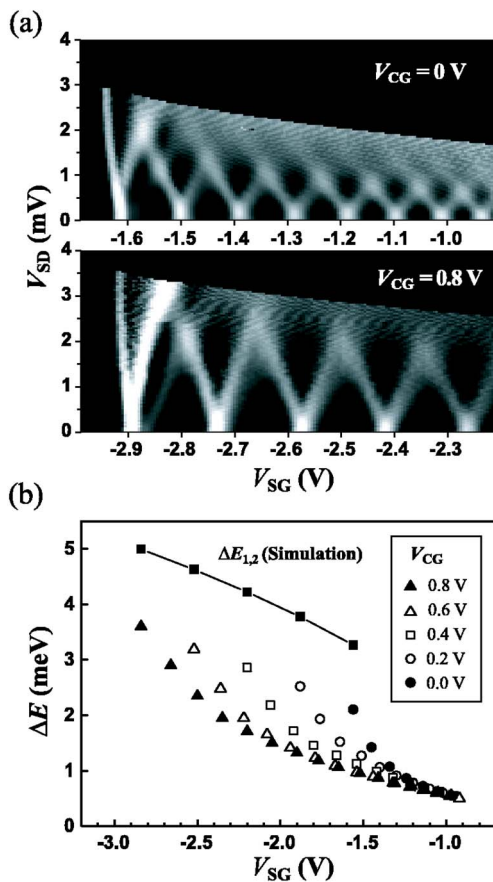 (a)
4
3
2
1
0
V_CG = 0 V
-1.6 -1.5 -1.4 -1.3 -1.2 -1.1 -1.0 -0.9
V_SD (mV)
4
3
2
1
0
V_CG = 0.8 V
-2.9 -2.8 -2.7 -2.6 -2.5 -2.4 -2.3
V_SG (V)
(b)
ΔE (meV)
5
4
3
2
1
0
ΔE_1,2 (Simulation)
V_CG
0.8 V
0.6 V
0.4 V
0.2 V
0.0 V
-3.0 -2.5 -2.0 -1.5 -1.0
V_SG (V)